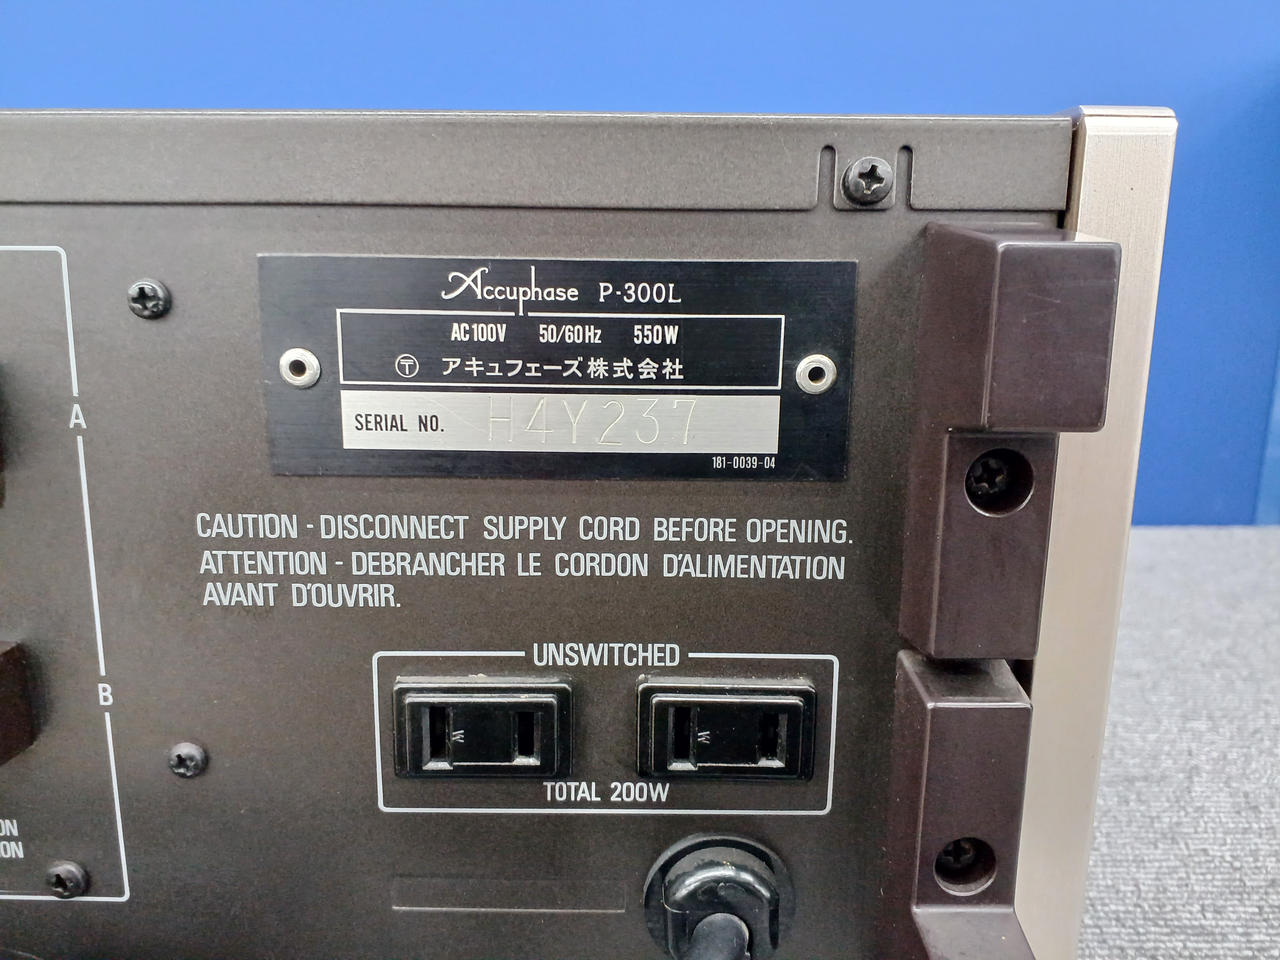 Accuphase P-300L
AC100V 50/60Hz 550W
〒 アキュフェーズ株式会社
SERIAL NO. H4Y237
181-0039-04
A
CAUTION - DISCONNECT SUPPLY CORD BEFORE OPENING.
ATTENTION - DEBRANCHER LE CORDON D'ALIMENTATION
AVANT D'OUVRIR.
UNSWITCHED
B
W W
TOTAL 200W